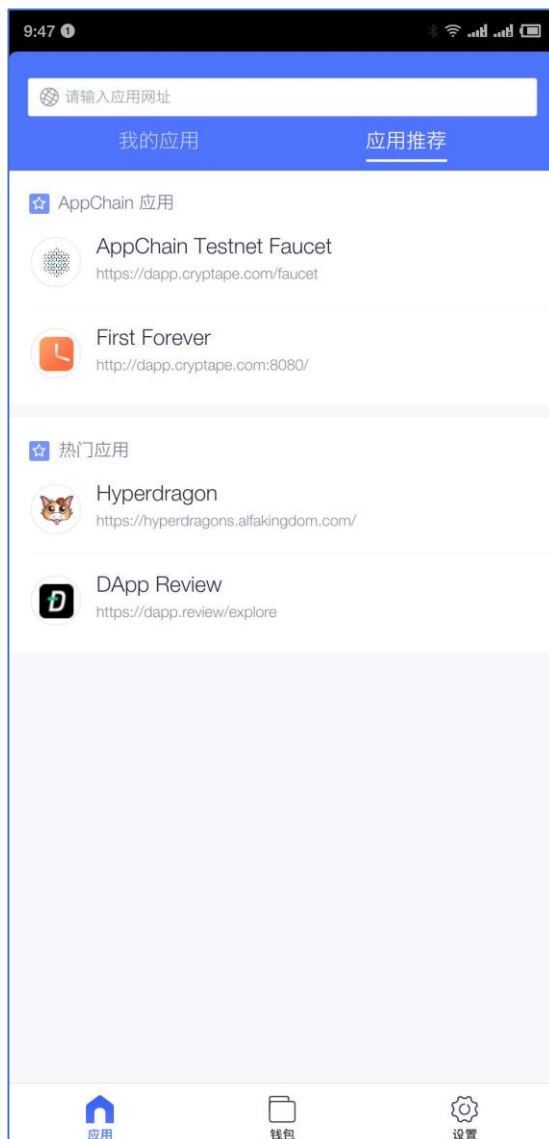 9:47 1
请输入应用网址
我的应用 应用推荐
AppChain 应用
AppChain Testnet Faucet
https://dapp.cryptape.com/faucet
First Forever
http://dapp.cryptape.com:8080/
热门应用
Hyperdragon
https://hyperdragons.alfakingdom.com/
DApp Review
https://dapp.review/explore
应用 钱包 设置